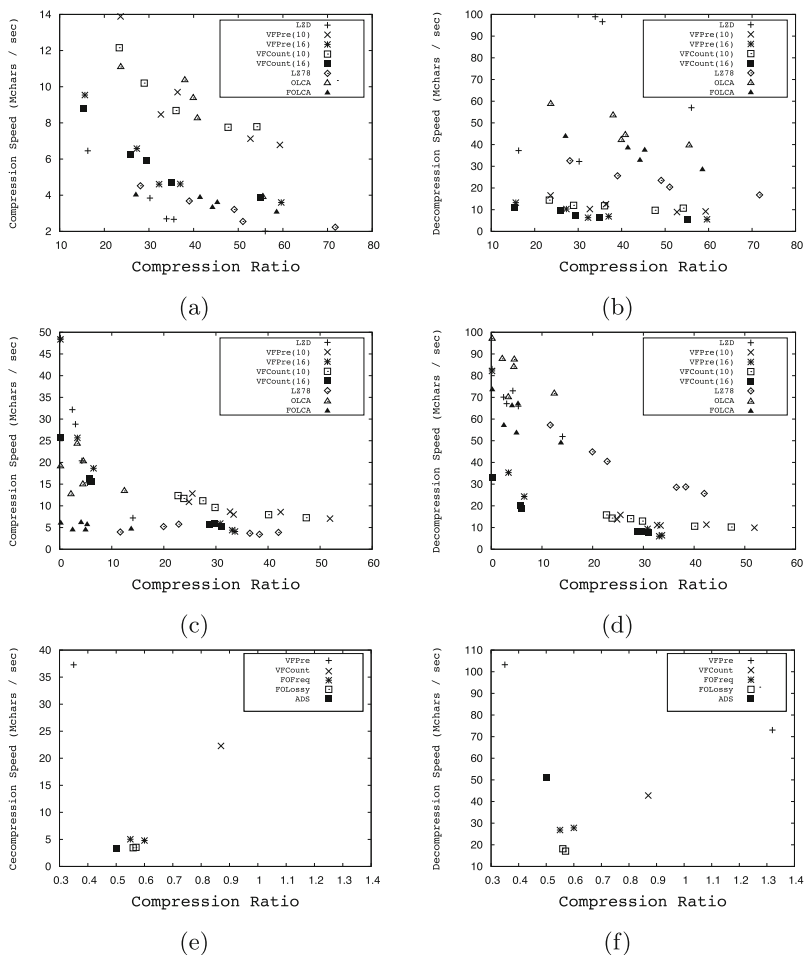 14
12
10
8
6
4
2
10 20 30 40 50 60 70 80
Compression Speed (Mchars / sec)
Compression Ratio
LZD
VFPre(10)
VFPre(16)
VFCount(10)
VFCount(16)
LZ78
OLCA
FOLCA
(a)
100
90
80
70
60
50
40
30
20
10
0
10 20 30 40 50 60 70 80
Decompression Speed (Mchars / sec)
Compression Ratio
LZD
VFPre(10)
VFPre(16)
VFCount(10)
VFCount(16)
LZ78
OLCA
FOLCA
(b)
50
45
40
35
30
25
20
15
10
5
0
0 10 20 30 40 50 60
Compression Speed (Mchars / sec)
Compression Ratio
LZD
VFPre(10)
VFPre(16)
VFCount(10)
VFCount(16)
LZ78
OLCA
FOLCA
(c)
100
90
80
70
60
50
40
30
20
10
0
0 10 20 30 40 50 60
Decompression Speed (Mchars / sec)
Compression Ratio
LZD
VFPre(10)
VFPre(16)
VFCount(10)
VFCount(16)
LZ78
OLCA
FOLCA
(d)
40
35
30
25
20
15
10
5
0
0.3 0.4 0.5 0.6 0.7 0.8 0.9 1 1.1 1.2 1.3 1.4
Cecompression Speed (Mchars / sec)
Compression Ratio
VFPre
VFCount
FOFreq
FOLossy
ADS
(e)
110
100
90
80
70
60
50
40
30
20
10
0.3 0.4 0.5 0.6 0.7 0.8 0.9 1 1.1 1.2 1.3 1.4
Decompression Speed (Mchars / sec)
Compression Ratio
VFPre
VFCount
FOFreq
FOLossy
ADS
(f)